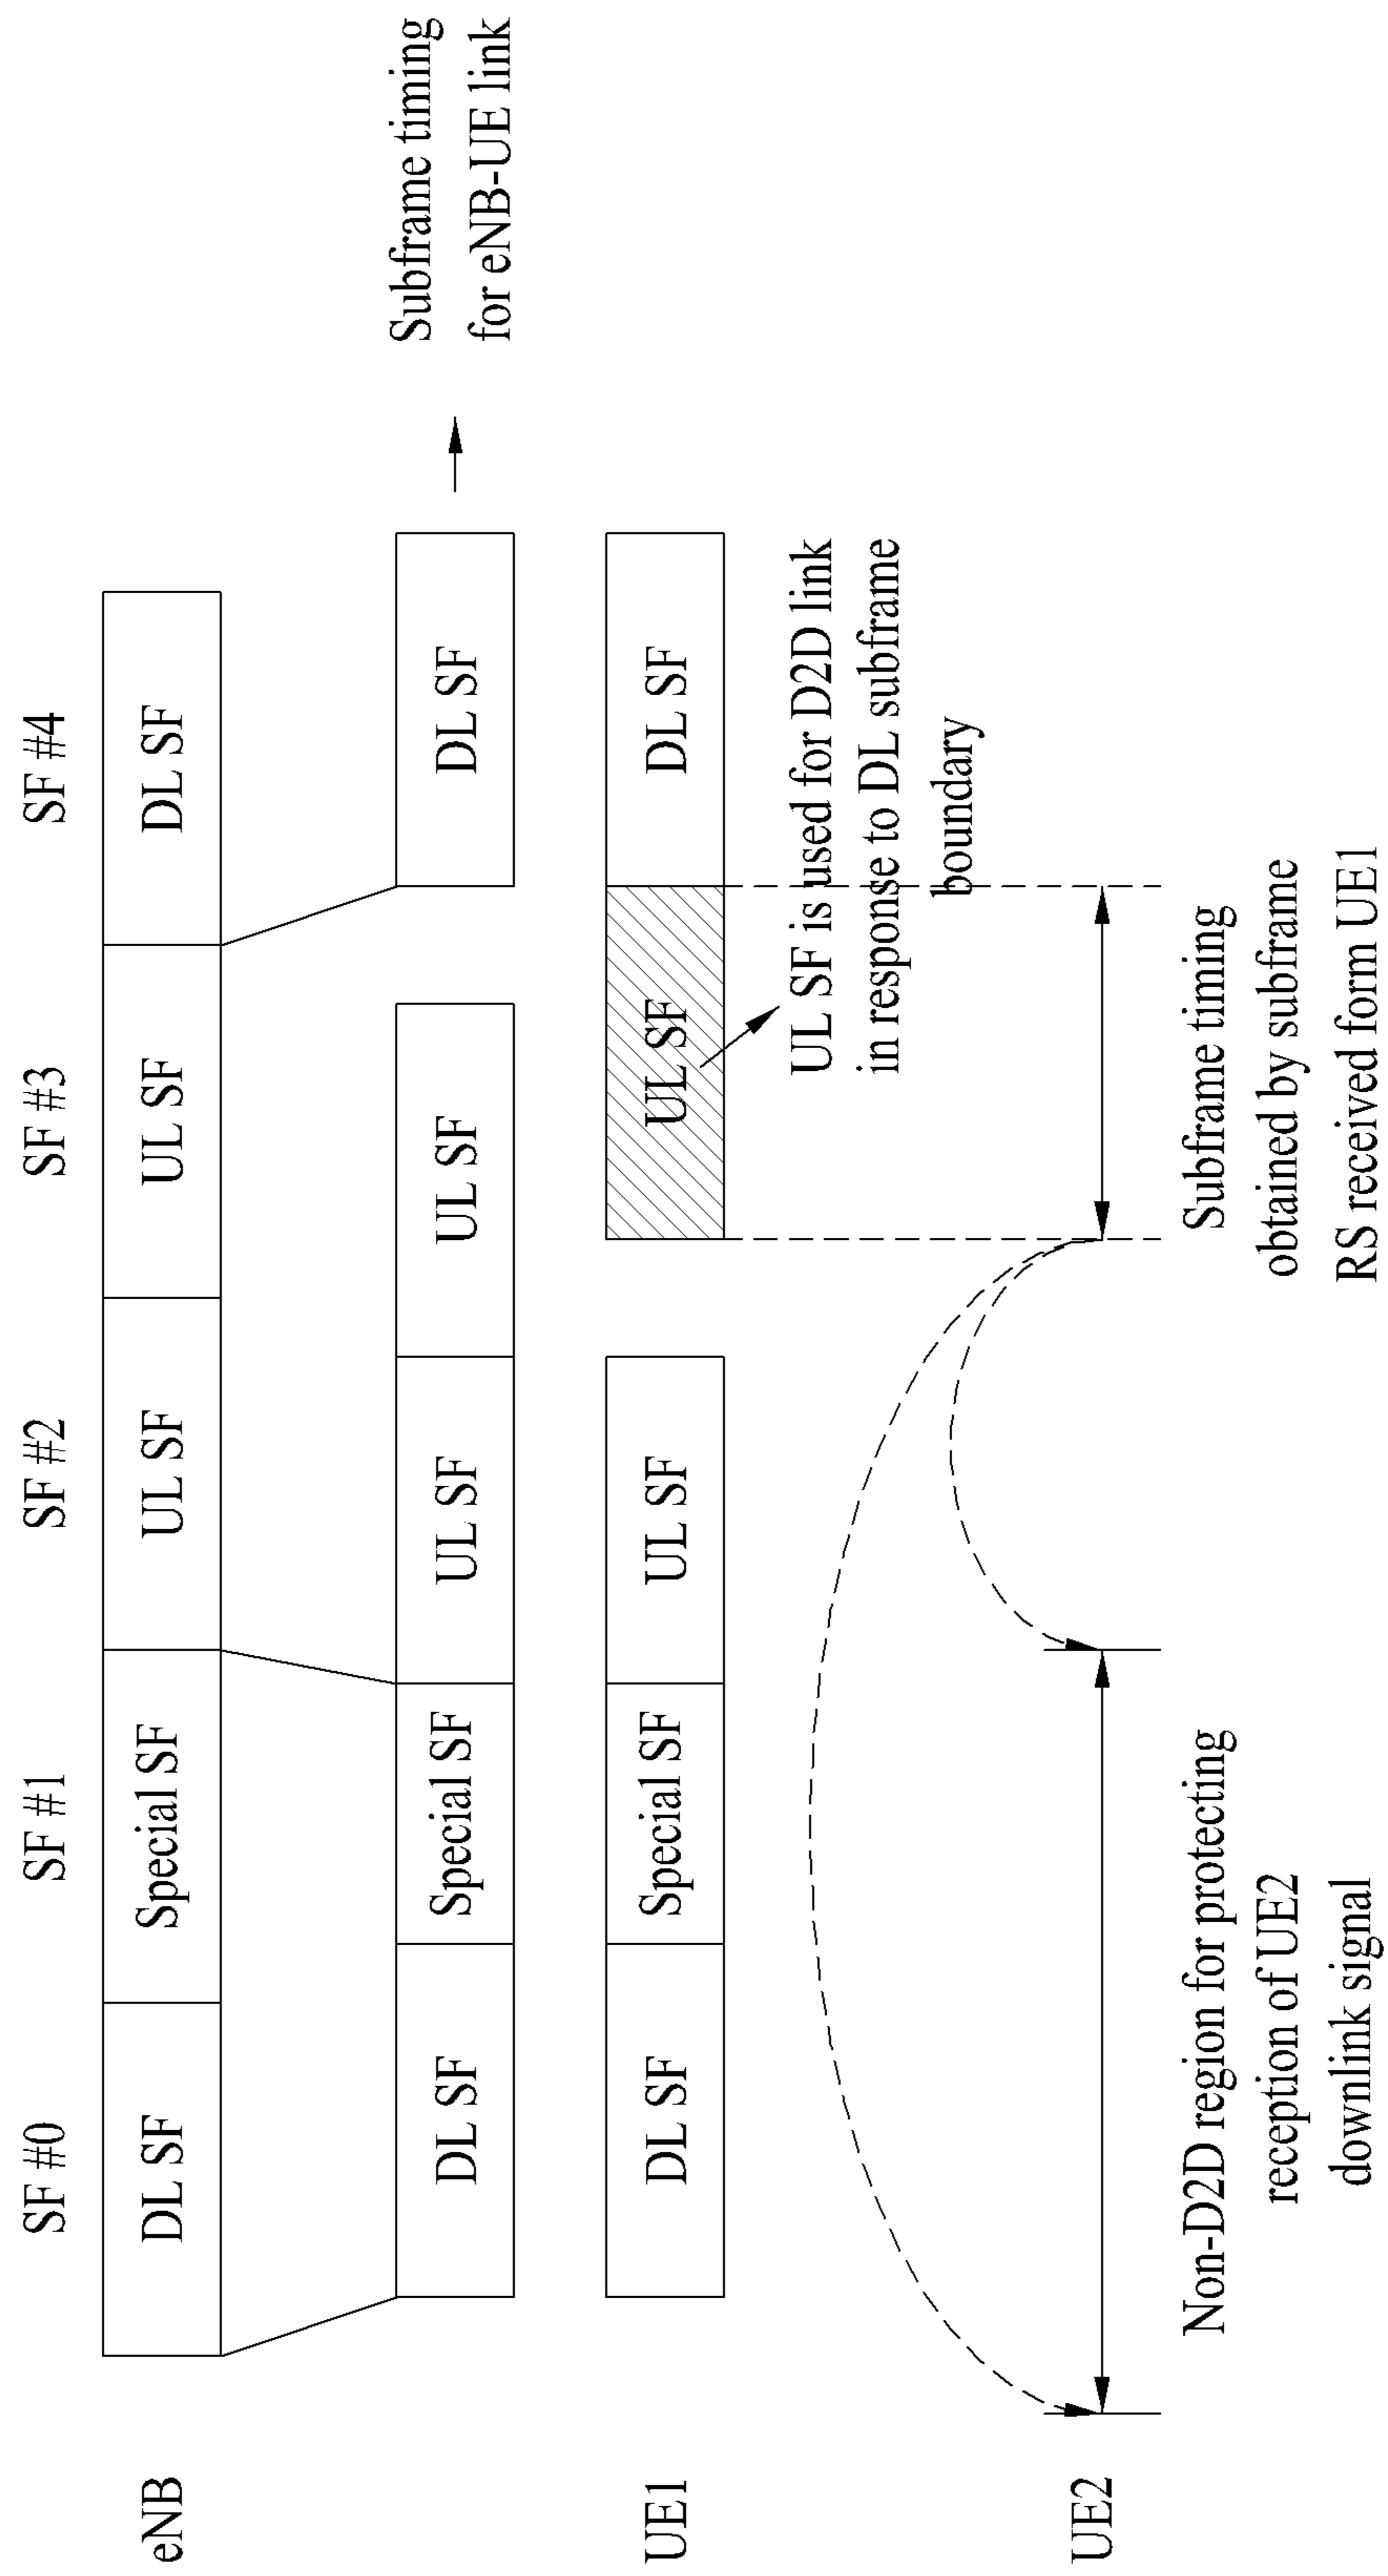 SF #0 SF #1 SF #2 SF #3 SF #4
eNB DL SF Special SF UL SF UL SF DL SF
Subframe timing
for eNB-UE link
DL SF Special SF UL SF UL SF DL SF
UE1 DL SF Special SF UL SF UL SF DL SF
UL SF is used for D2D link
in response to DL subframe
boundary
UE2
Non-D2D region for protecting
reception of UE2
downlink signal
Subframe timing
obtained by subframe
RS received form UE1